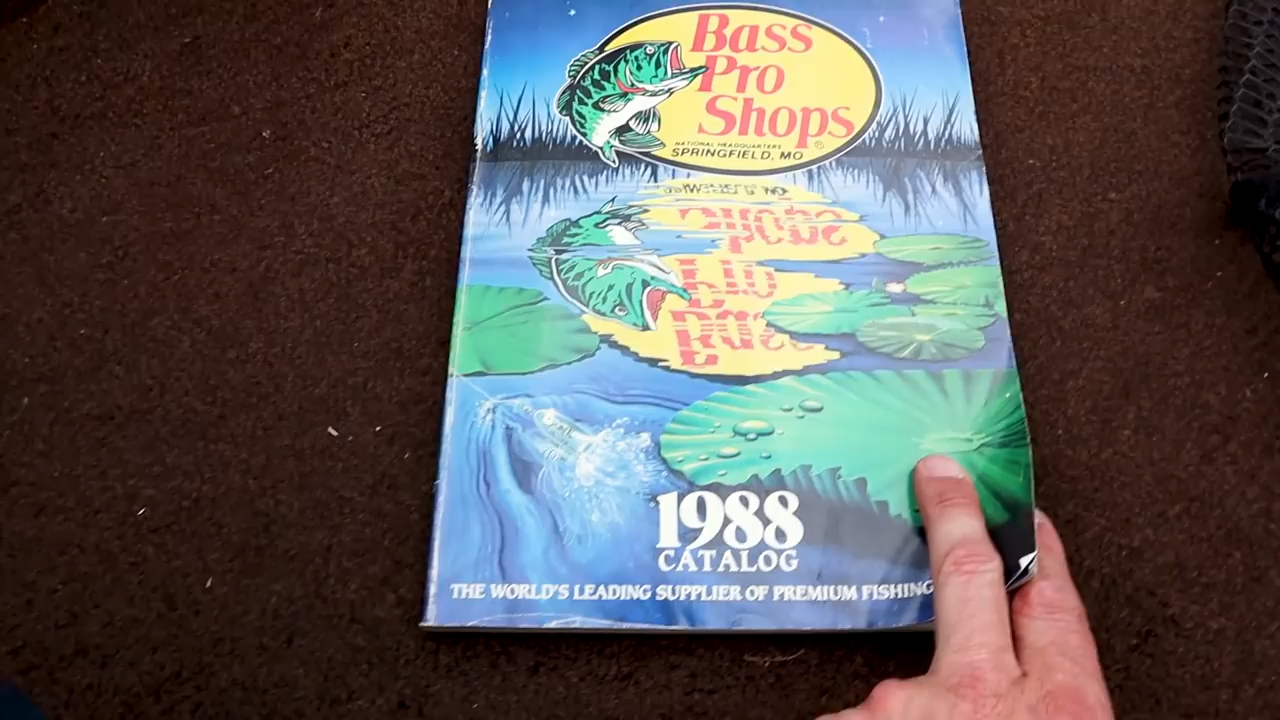 Bass
Pro
Shops
®
NATIONAL HEADQUARTERS
SPRINGFIELD, MO
1988
CATALOG
THE WORLD'S LEADING SUPPLIER OF PREMIUM FISHING